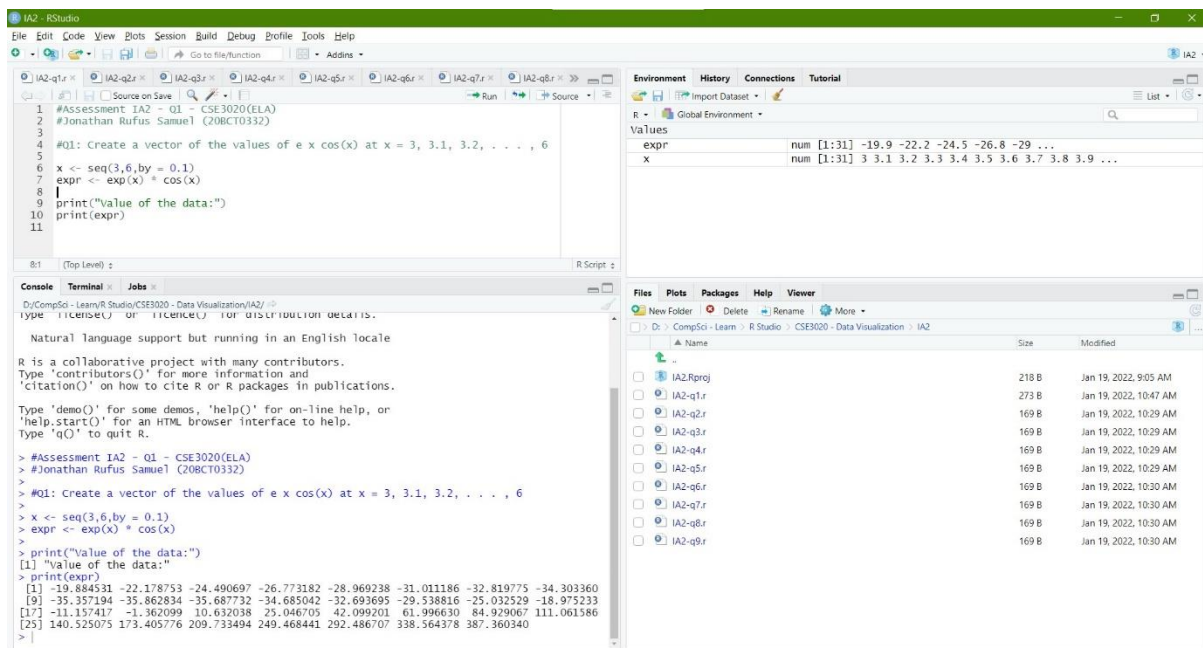 IA2 - RStudio
File Edit Code View Plots Session Build Debug Profile Tools Help
Go to file/function Addins IA2
IA2-q1.r IA2-q2.r IA2-q3.r IA2-q4.r IA2-q5.r IA2-q6.r IA2-q7.r IA2-q8.r
Source on Save Run Source
1 #Assessment IA2 - Q1 - CSE3020(ELA)
2 #Jonathan Rufus Samuel (20BCT0332)
3
4 #Q1: Create a vector of the values of e x cos(x) at x = 3, 3.1, 3.2, . . . , 6
5
6 x <- seq(3,6,by = 0.1)
7 expr <- exp(x) * cos(x)
8
9 print("Value of the data:")
10 print(expr)
11
8:1 (Top Level) R Script
Console Terminal Jobs
D:/CompSci - Learn/R Studio/CSE3020 - Data Visualization/IA2/
Type 'license()' or 'licence()' for distribution details.
Natural language support but running in an English locale
R is a collaborative project with many contributors.
Type 'contributors()' for more information and
'citation()' on how to cite R or R packages in publications.
Type 'demo()' for some demos, 'help()' for on-line help, or
'help.start()' for an HTML browser interface to help.
Type 'q()' to quit R.
> #Assessment IA2 - Q1 - CSE3020(ELA)
> #Jonathan Rufus Samuel (20BCT0332)
>
> #Q1: Create a vector of the values of e x cos(x) at x = 3, 3.1, 3.2, . . . , 6
>
> x <- seq(3,6,by = 0.1)
> expr <- exp(x) * cos(x)
>
> print("Value of the data:")
[1] "Value of the data:"
> print(expr)
[1] -19.884531 -22.178753 -24.490697 -26.773182 -28.969238 -31.011186 -32.819775 -34.303360
[9] -35.357194 -35.862834 -35.687732 -34.685042 -32.693695 -29.538816 -25.032529 -18.975233
[17] -11.157417 -1.362099 10.632038 25.046705 42.099201 61.996630 84.929067 111.061586
[25] 140.525075 173.405776 209.733494 249.468441 292.486707 338.564378 387.360340
>
Environment History Connections Tutorial
Import Dataset List
R Global Environment
Values
expr num [1:31] -19.9 -22.2 -24.5 -26.8 -29 ...
x num [1:31] 3 3.1 3.2 3.3 3.4 3.5 3.6 3.7 3.8 3.9 ...
Files Plots Packages Help Viewer
New Folder Delete Rename More
D: CompSci - Learn R Studio CSE3020 - Data Visualization IA2
Name Size Modified
..
IA2.Rproj 218 B Jan 19, 2022, 9:05 AM
IA2-q1.r 273 B Jan 19, 2022, 10:47 AM
IA2-q2.r 169 B Jan 19, 2022, 10:29 AM
IA2-q3.r 169 B Jan 19, 2022, 10:29 AM
IA2-q4.r 169 B Jan 19, 2022, 10:29 AM
IA2-q5.r 169 B Jan 19, 2022, 10:29 AM
IA2-q6.r 169 B Jan 19, 2022, 10:30 AM
IA2-q7.r 169 B Jan 19, 2022, 10:30 AM
IA2-q8.r 169 B Jan 19, 2022, 10:30 AM
IA2-q9.r 169 B Jan 19, 2022, 10:30 AM